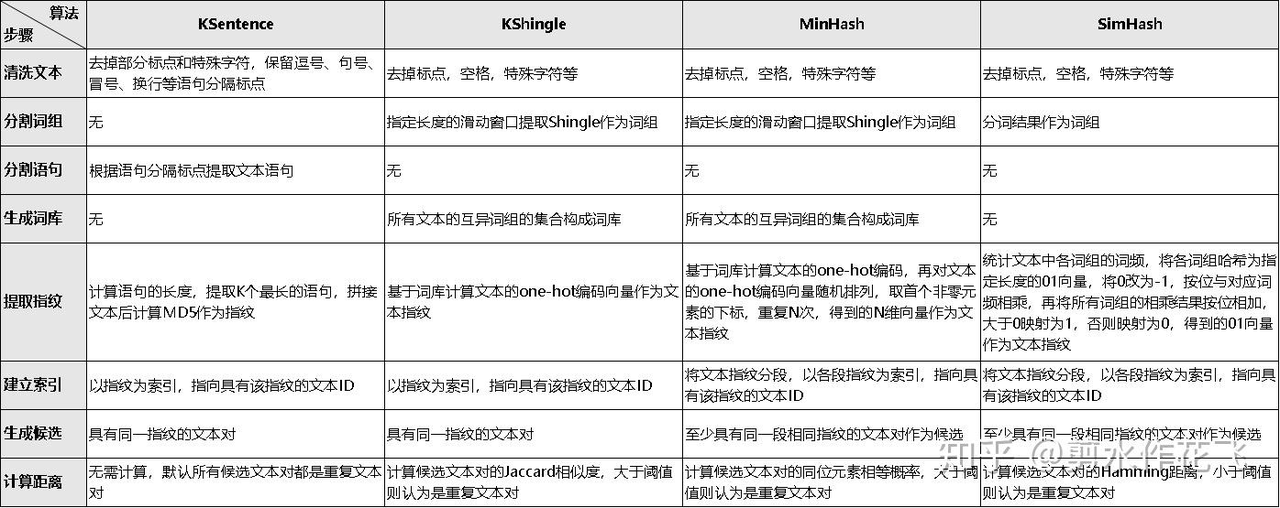 算法
步骤
KSentence
KShingle
MinHash
SimHash
清洗文本
去掉部分标点和特殊字符，保留逗号、句号、
冒号、换行等语句分隔标点
去掉标点，空格，特殊字符等
去掉标点，空格，特殊字符等
去掉标点，空格，特殊字符等
分割词组
无
指定长度的滑动窗口提取Shingle作为词组
指定长度的滑动窗口提取Shingle作为词组
分词结果作为词组
分割语句
根据语句分隔标点提取文本语句
无
无
无
生成词库
无
所有文本的互异词组的集合构成词库
所有文本的互异词组的集合构成词库
无
提取指纹
计算语句的长度，提取K个最长的语句，拼接
文本后计算MD5作为指纹
基于词库计算文本的one-hot编码向量作为文
本指纹
基于词库计算文本的one-hot编码，再对文本
的one-hot编码向量随机排列，取首个非零元
素的下标，重复N次，得到的N维向量作为文
本指纹
统计文本中各词组的词频，将各词组哈希为指
定长度的01向量，将0改为-1，按位与对应词
频相乘，再将所有词组的相乘结果按位相加，
大于0映射为1，否则映射为0，得到的01向量
作为文本指纹
建立索引
以指纹为索引，指向具有该指纹的文本ID
以指纹为索引，指向具有该指纹的文本ID
将文本指纹分段，以各段指纹为索引，指向具
有该指纹的文本ID
将文本指纹分段，以各段指纹为索引，指向具
有该指纹的文本ID
生成候选
具有同一指纹的文本对
具有同一指纹的文本对
至少具有同一段相同指纹的文本对作为候选
至少具有同一段相同指纹的文本对作为候选
计算距离
无需计算，默认所有候选文本对都是重复文本
对
计算候选文本对的Jaccard相似度，大于阈值
则认为是重复文本对
计算候选文本对的同位元素相等概率，大于阈
值则认为是重复文本对
计算候选文本对的Hamming距离，小于阈值
则认为是重复文本对
知乎 @剪水作花飞